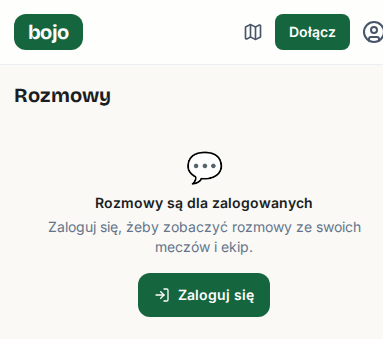 bojo
Dołącz
Rozmowy
Rozmowy są dla zalogowanych
Zaloguj się, żeby zobaczyć rozmowy ze swoich
meczów i ekip.
Zaloguj się